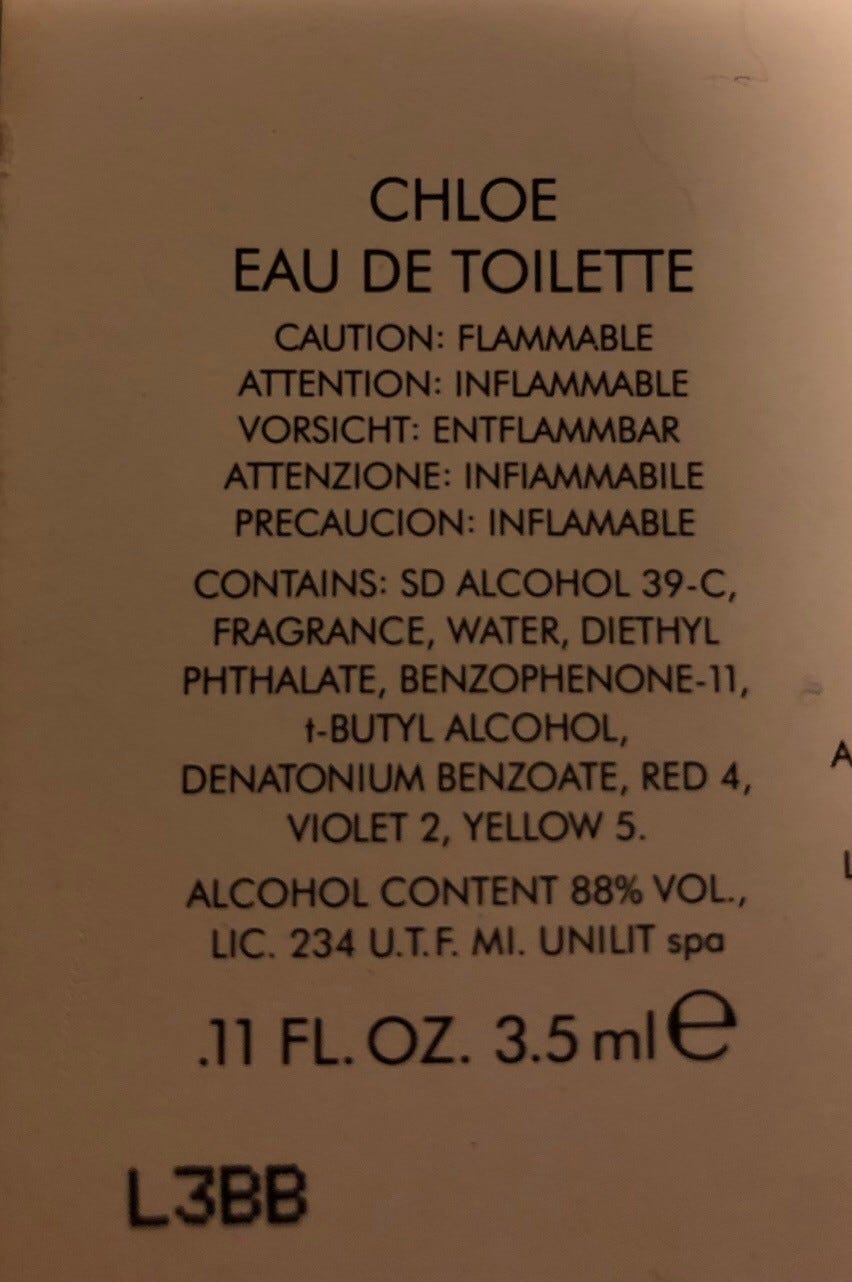 CHLOE
EAU DE TOILETTE
CAUTION: FLAMMABLE
ATTENTION: INFLAMMABLE
VORSICHT: ENTFLAMMBAR
ATTENZIONE: INFIAMMABILE
PRECAUCION: INFLAMABLE
CONTAINS: SD ALCOHOL 39-C,
FRAGRANCE, WATER, DIETHYL
PHTHALATE, BENZOPHENONE-11,
t-BUTYL ALCOHOL,
DENATONIUM BENZOATE, RED 4,
VIOLET 2, YELLOW 5.
ALCOHOL CONTENT 88% VOL.,
LIC. 234 U.T.F. MI. UNILIT spa
.11 FL. OZ. 3.5 ml e
L3BB